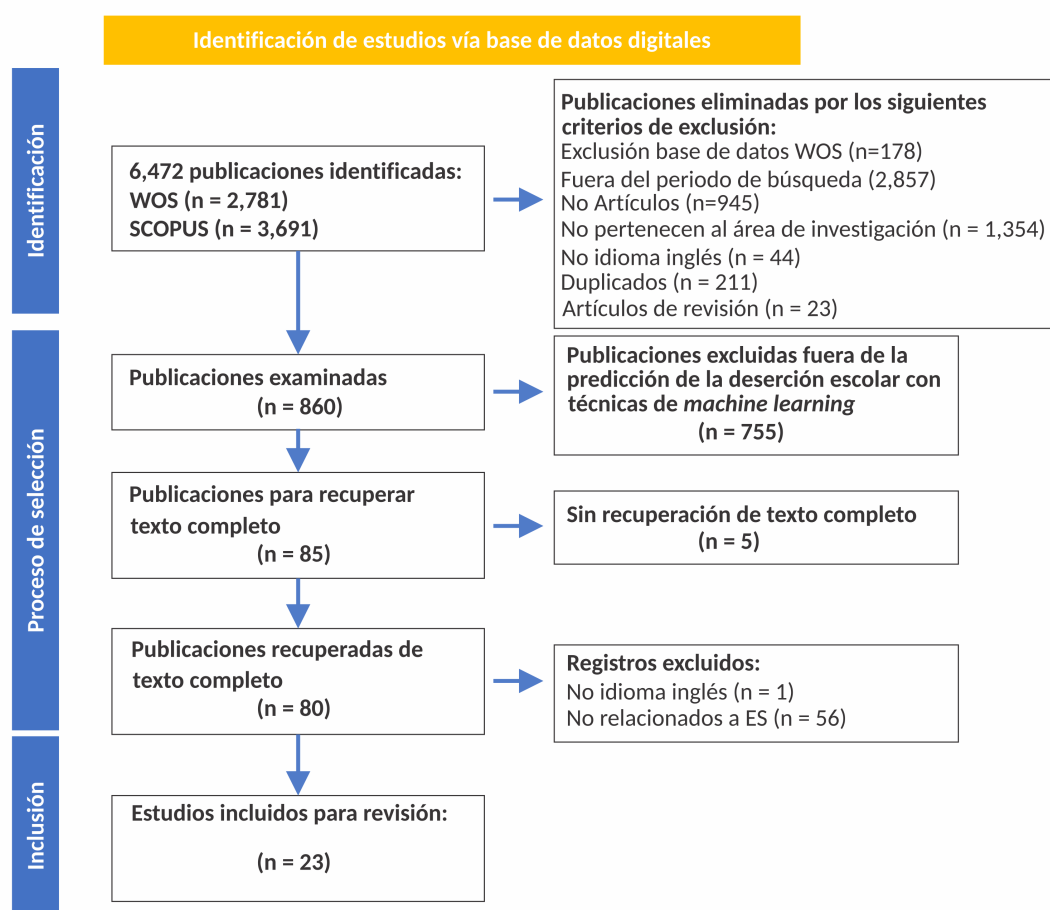 Identificación de estudios vía base de datos digitales
Identificación
6,472 publicaciones identificadas:
WOS (n = 2,781)
SCOPUS (n = 3,691)
Publicaciones eliminadas por los siguientes
criterios de exclusión:
Exclusión base de datos WOS (n=178)
Fuera del periodo de búsqueda (2,857)
No Artículos (n=945)
No pertenecen al área de investigación (n = 1,354)
No idioma inglés (n = 44)
Duplicados (n = 211)
Artículos de revisión (n = 23)
Proceso de selección
Publicaciones examinadas
(n = 860)
Publicaciones excluidas fuera de la
predicción de la deserción escolar con
técnicas de machine learning
(n = 755)
Publicaciones para recuperar
texto completo
(n = 85)
Sin recuperación de texto completo
(n = 5)
Publicaciones recuperadas de
texto completo
(n = 80)
Registros excluidos:
No idioma inglés (n = 1)
No relacionados a ES (n = 56)
Inclusión
Estudios incluidos para revisión:
(n = 23)